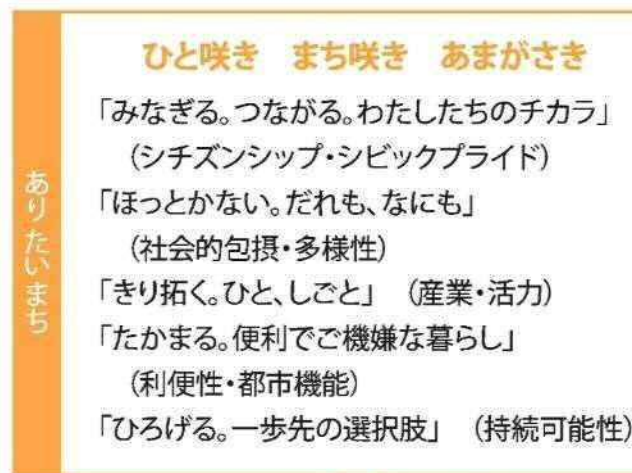 ありたいまち
ひと咲き まち咲き あまがさき
「みなぎる。つながる。わたしたちのチカラ」
(シチズンシップ・シビックプライド)
「ほっとかない。だれも、なにも」
(社会的包摂・多様性)
「きり拓く。ひと、しごと」 (産業・活力)
「たかまる。便利でご機嫌な暮らし」
(利便性・都市機能)
「ひろげる。一歩先の選択肢」 (持続可能性)